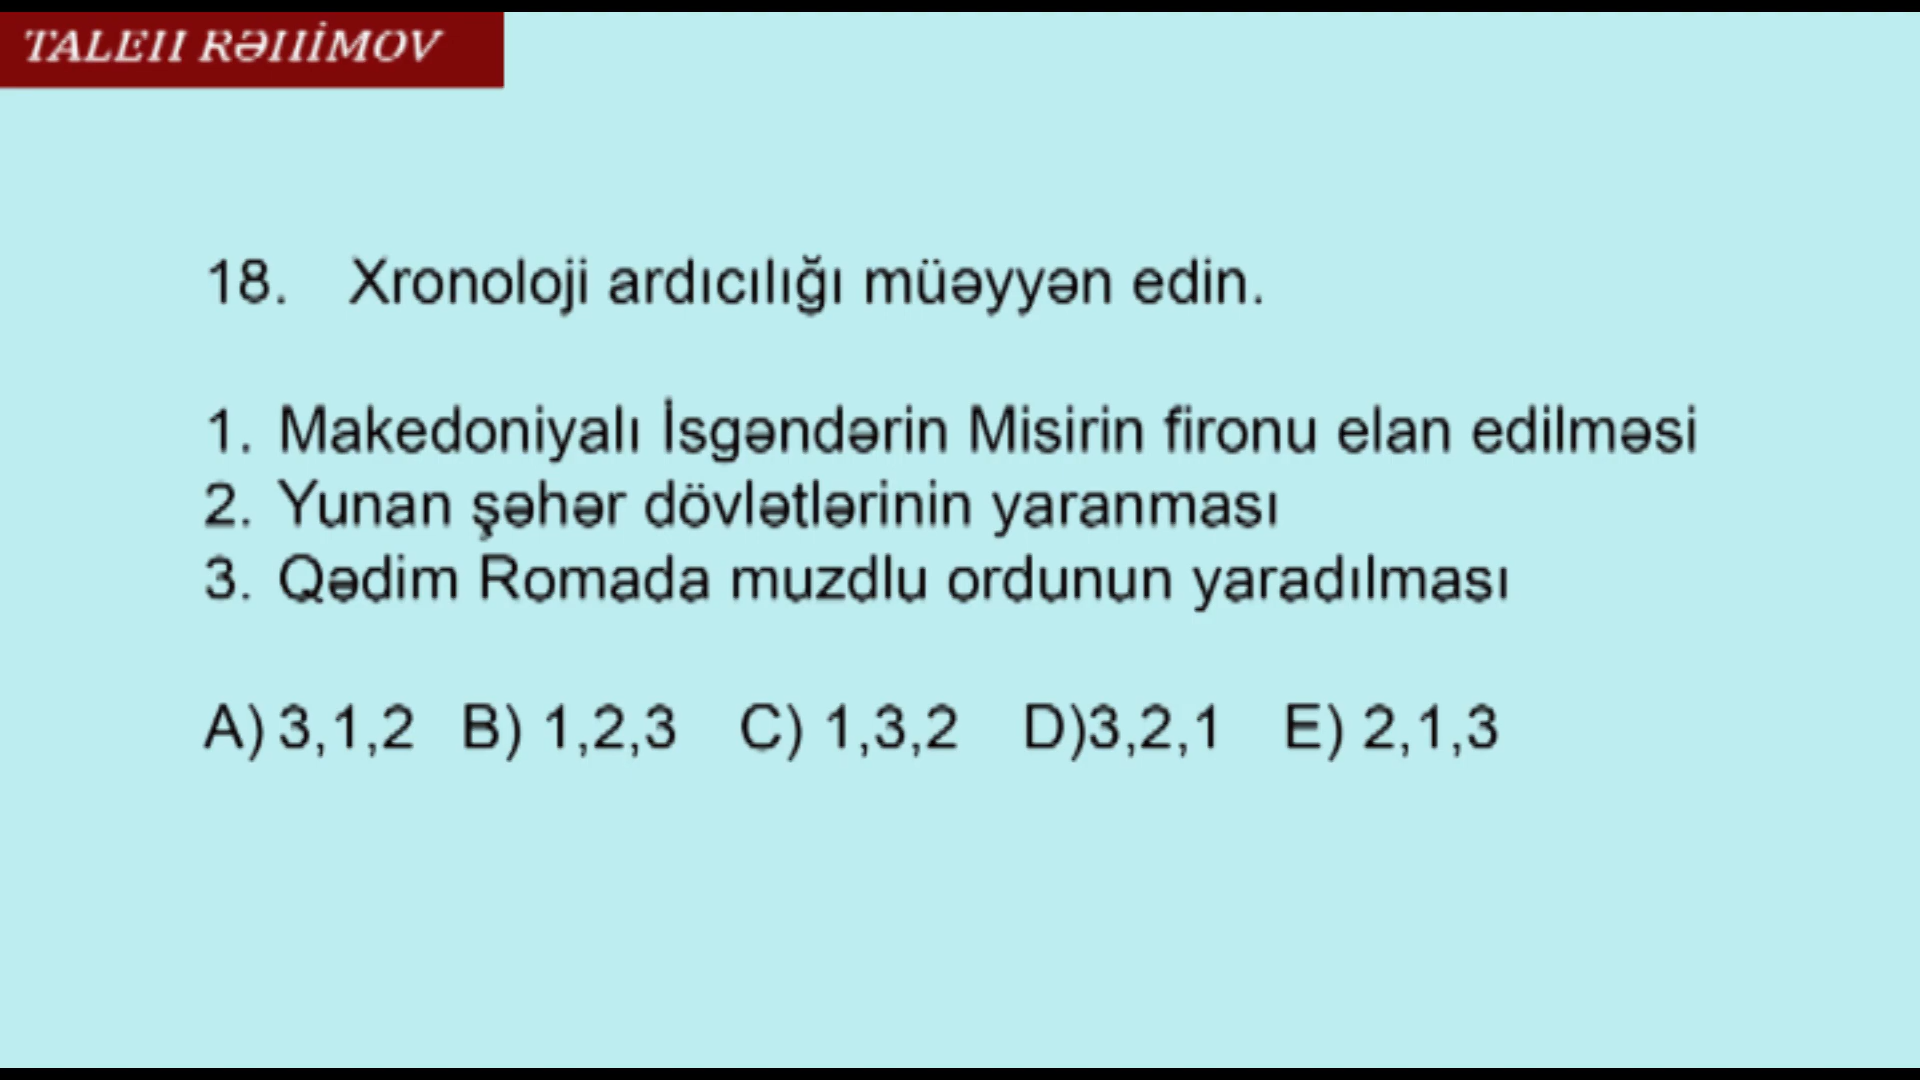 TALEH RƏHİMOV
18. Xronoloji ardıcılığı müəyyən edin.
1. Makedoniyalı İsgəndərin Misirin fironu elan edilməsi
2. Yunan şəhər dövlətlərinin yaranması
3. Qədim Romada muzdlu ordunun yaradılması
A) 3,1,2 B) 1,2,3 C) 1,3,2 D)3,2,1 E) 2,1,3